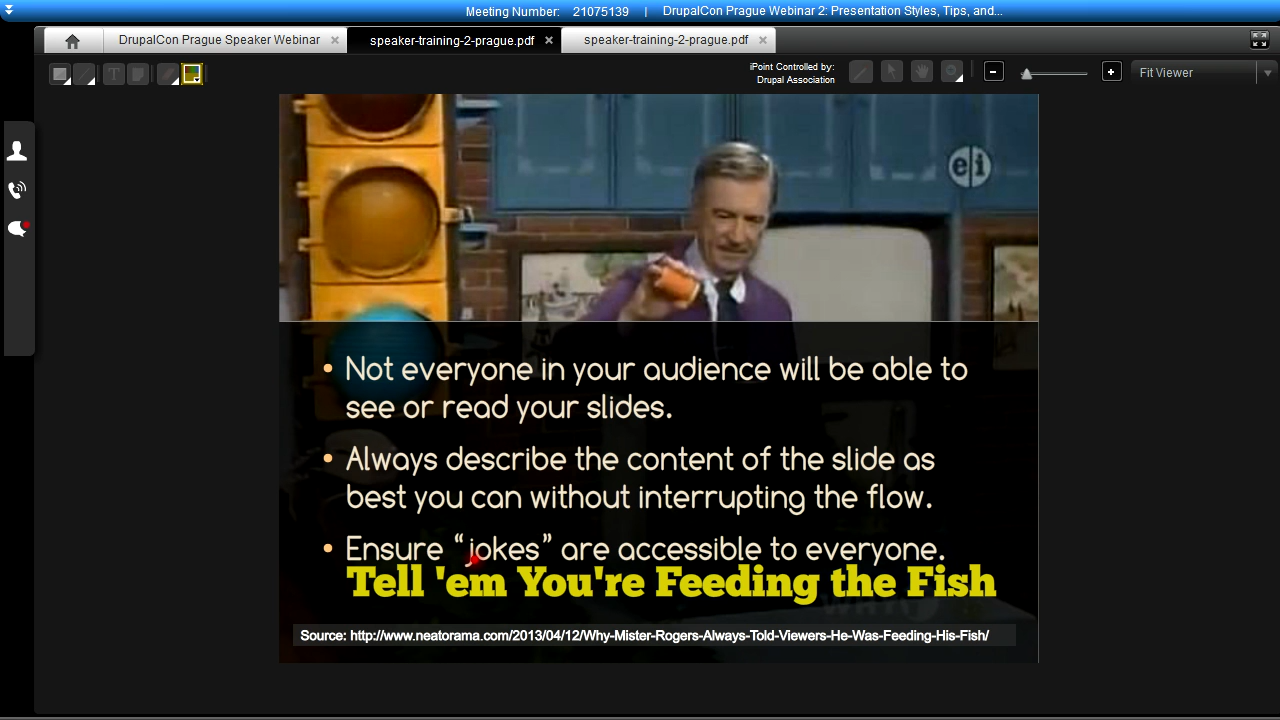 Meeting Number: 21075139 | DrupalCon Prague Webinar 2: Presentation Styles, Tips, and...
DrupalCon Prague Speaker Webinar
speaker-training-2-prague.pdf
speaker-training-2-prague.pdf
iPoint Controlled by:
Drupal Association
Fit Viewer
e/i
• Not everyone in your audience will be able to
see or read your slides.
• Always describe the content of the slide as
best you can without interrupting the flow.
• Ensure “jokes” are accessible to everyone.
Tell 'em You're Feeding the Fish
Source: http://www.neatorama.com/2013/04/12/Why-Mister-Rogers-Always-Told-Viewers-He-Was-Feeding-His-Fish/